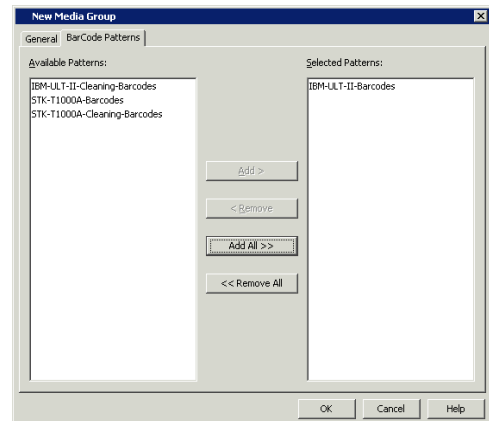 New Media Group
General
BarCode Patterns
Available Patterns:
Selected Patterns:
IBM-ULT-II-Cleaning-Barcodes
STK-T1000A-Barcodes
STK-T1000A-Cleaning-Barcodes
IBM-ULT-II-Barcodes
Add >
< Remove
Add All >>
<< Remove All
OK
Cancel
Help